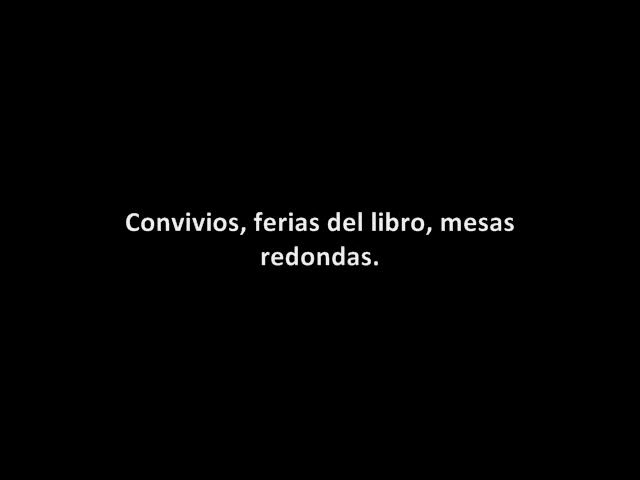 Convivios, ferias del libro, mesas
redondas.